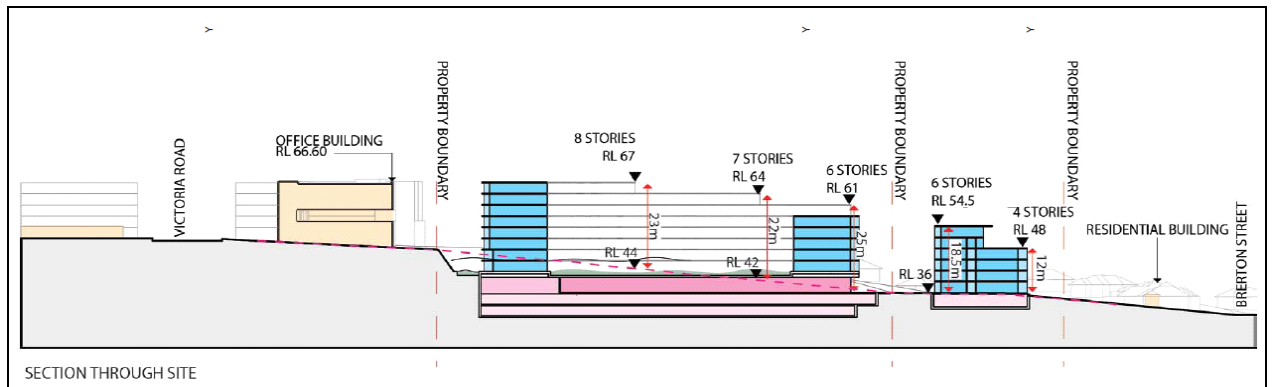 Y
Y
Y
VICTORIA ROAD
OFFICE BUILDING
RL 66.60
PROPERTY BOUNDARY
8 STORIES
RL 67
7 STORIES
RL 64
6 STORIES
RL 61
23m
22m
25m
RL 44
RL 42
PROPERTY BOUNDARY
6 STORIES
RL 54.5
4 STORIES
RL 48
18.5m
12m
RL 36
PROPERTY BOUNDARY
RESIDENTIAL BUILDING
BRERTON STREET
SECTION THROUGH SITE